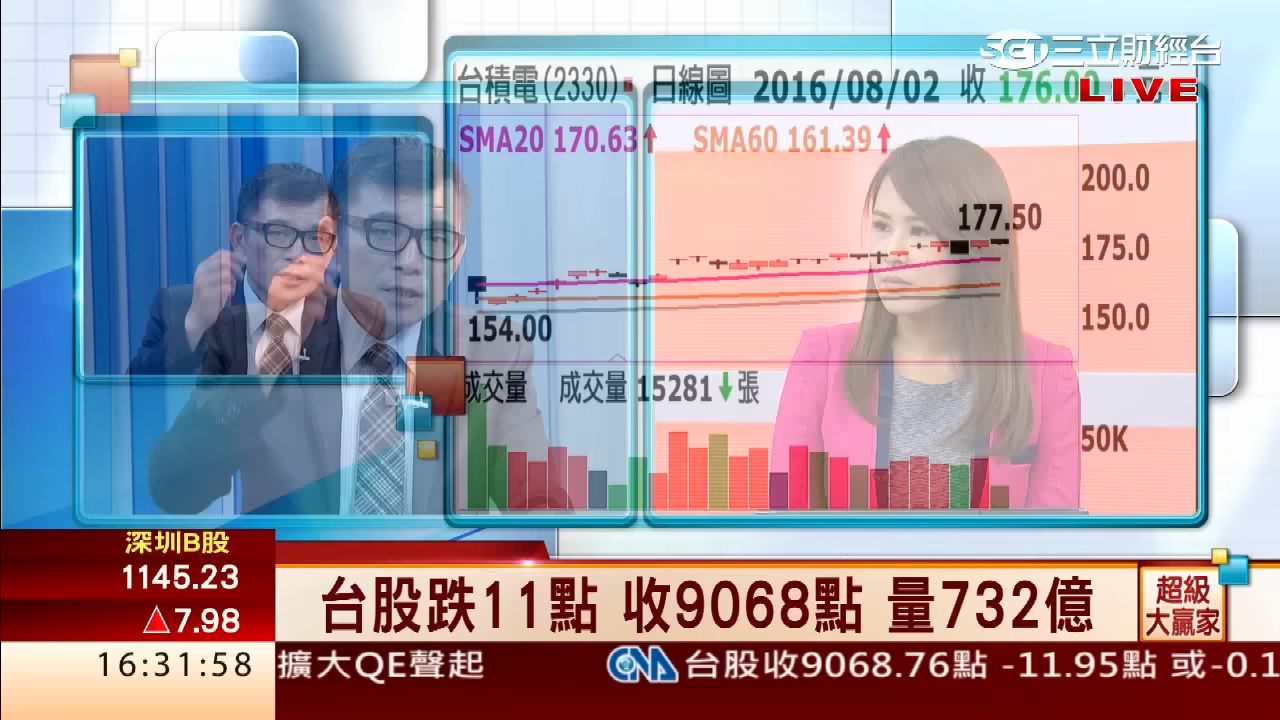 SET三立財經台
LIVE
台積電(2330) 日線圖 2016/08/02 收 176.00
SMA20 170.63↑ SMA60 161.39↑
200.0
177.50
175.0
154.00
150.0
成交量 成交量 15281↓張
50K
深圳B股
1145.23
△7.98
台股跌11點 收9068點 量732億
超級
大贏家
16:31:58
擴大QE聲起 CNA 台股收9068.76點 -11.95點 或-0.1